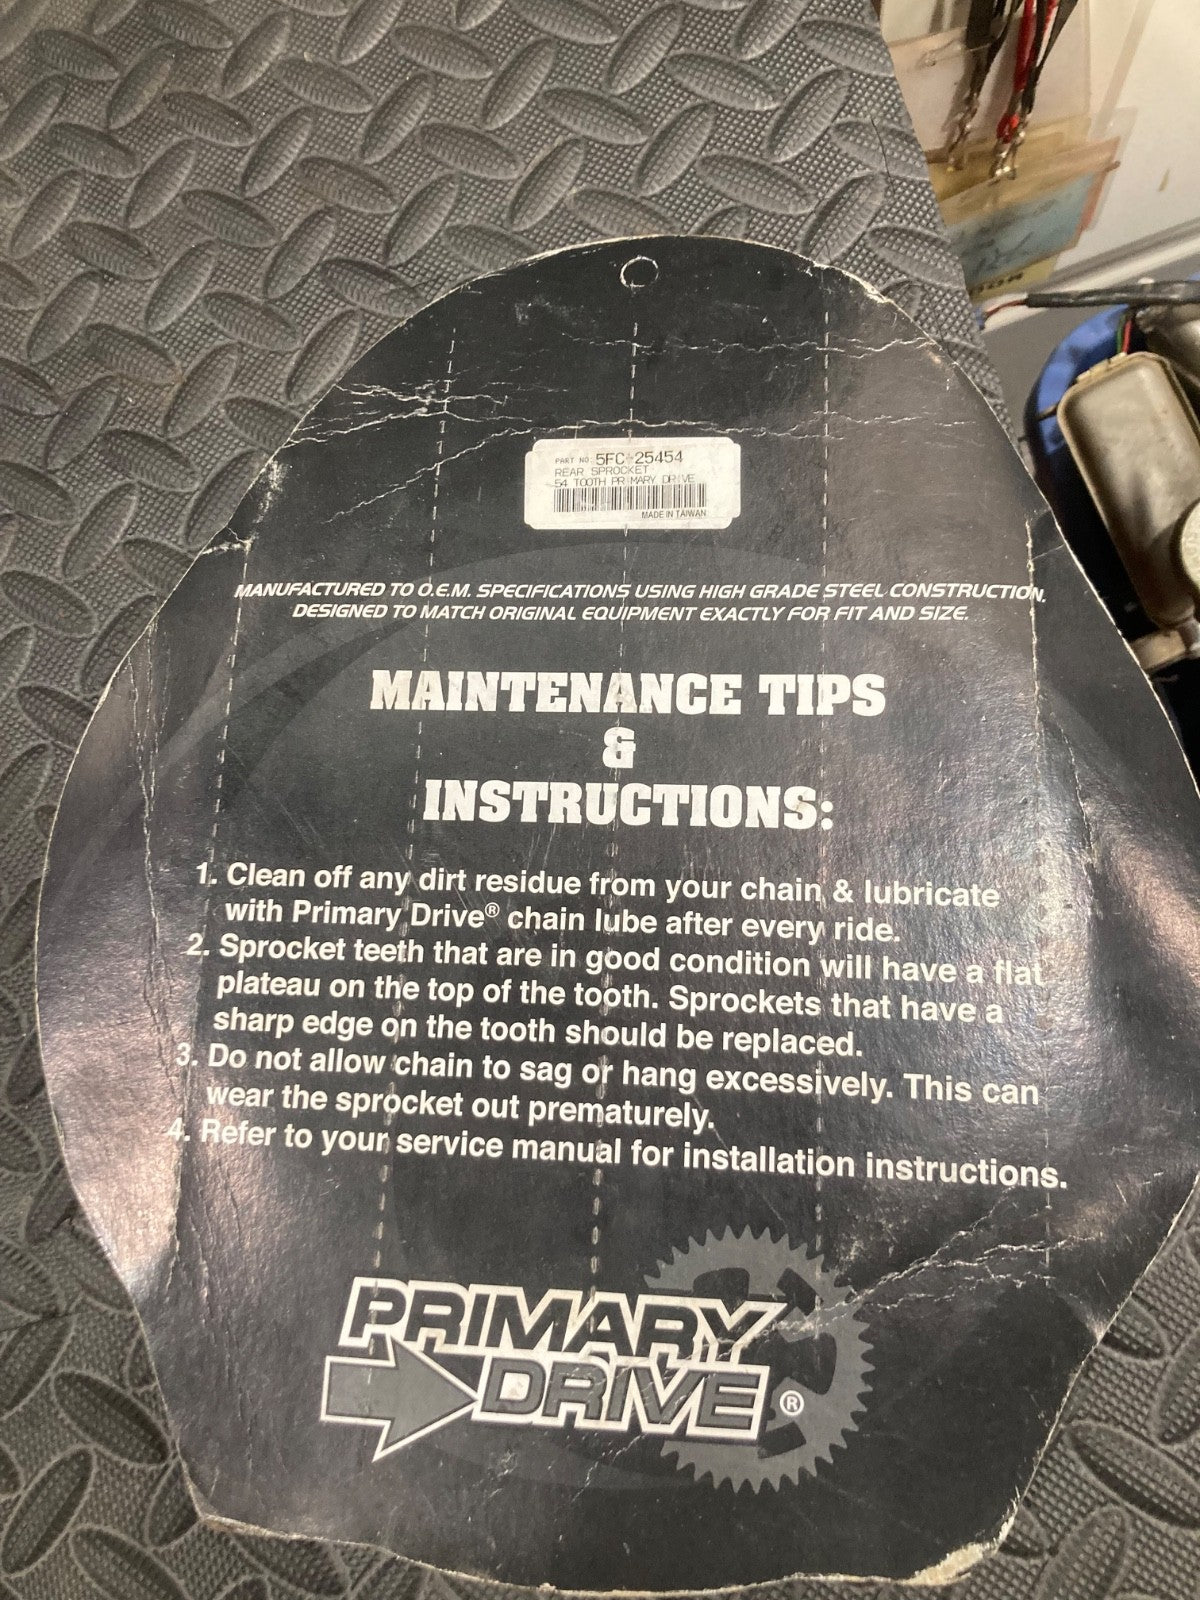 PART NO. 5FC-25454
REAR SPROCKET
54 TOOTH PRIMARY DRIVE
MADE IN TAIWAN
MANUFACTURED TO O.E.M. SPECIFICATIONS USING HIGH GRADE STEEL CONSTRUCTION.
DESIGNED TO MATCH ORIGINAL EQUIPMENT EXACTLY FOR FIT AND SIZE.
MAINTENANCE TIPS
&
INSTRUCTIONS:
1. Clean off any dirt residue from your chain & lubricate
with Primary Drive® chain lube after every ride.
2. Sprocket teeth that are in good condition will have a flat
plateau on the top of the tooth. Sprockets that have a
sharp edge on the tooth should be replaced.
3. Do not allow chain to sag or hang excessively. This can
wear the sprocket out prematurely.
4. Refer to your service manual for installation instructions.
PRIMARY
DRIVE ®